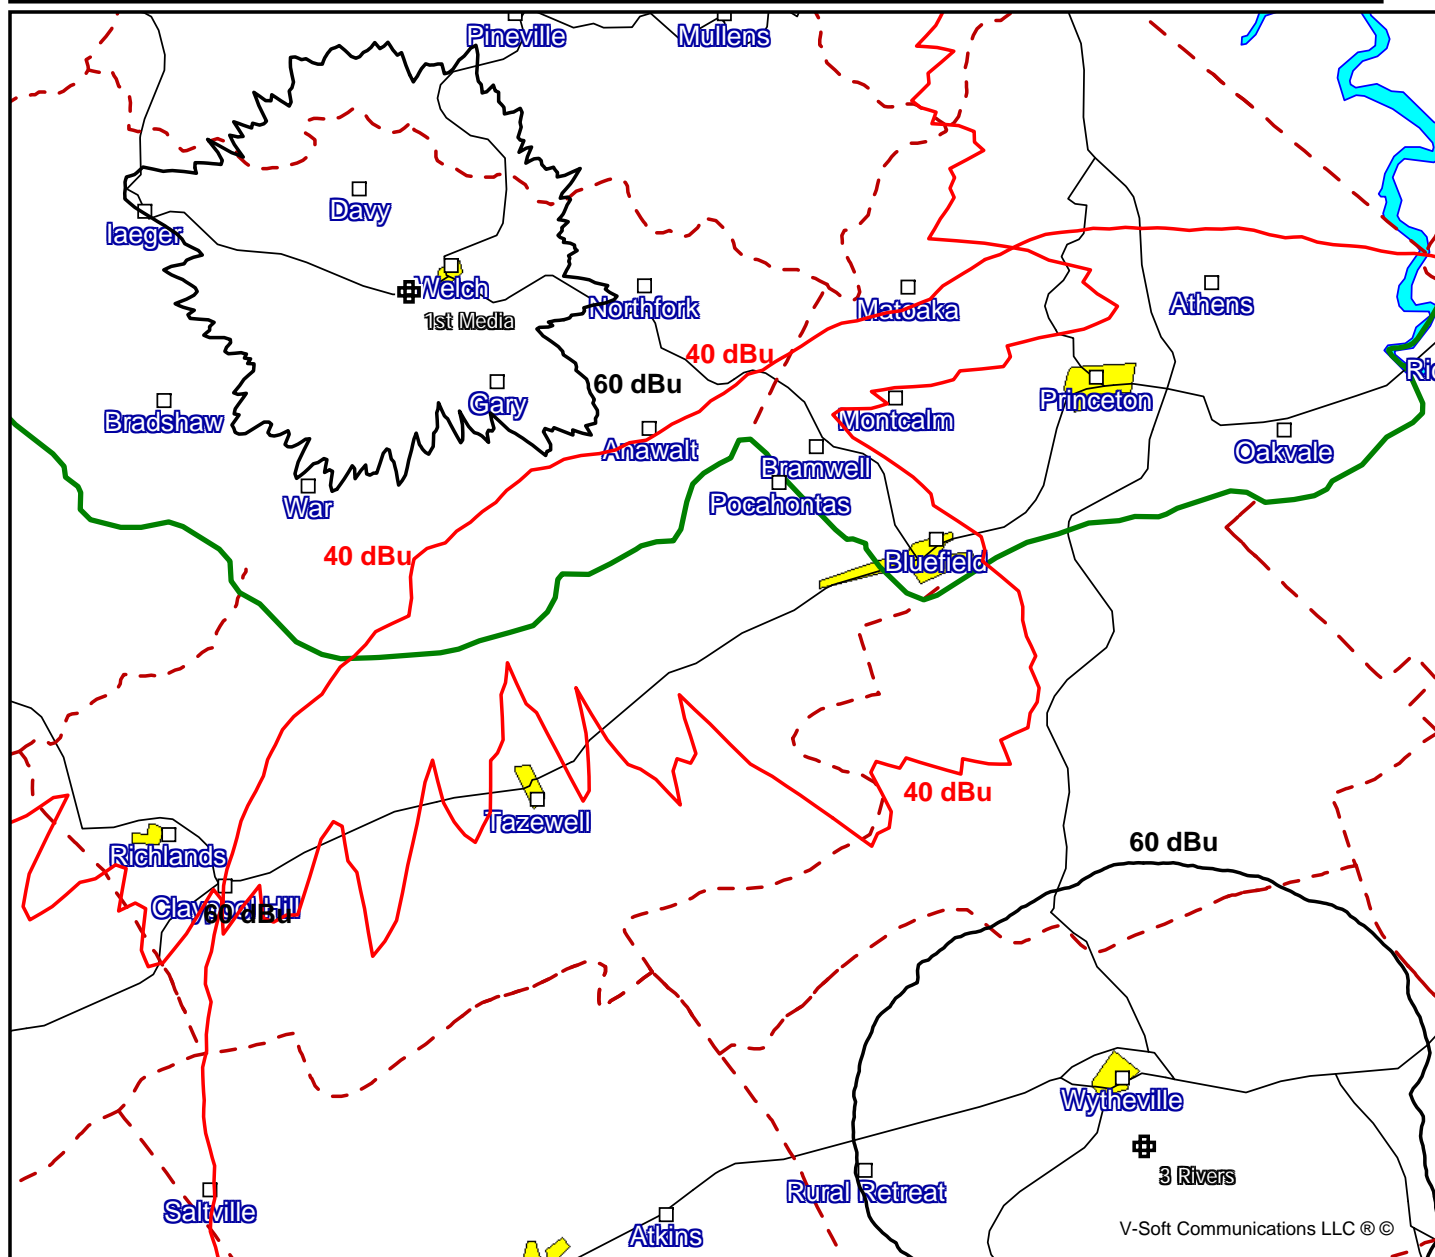 Pineville
Mullens
Davy
Iaeger
Welch
1st Media
Northfork
Matoaka
Athens
40 dBu
60 dBu
Gary
Bradshaw
Montcalm
Princeton
Anawalt
Bramwell
Oakvale
Pocahontas
War
40 dBu
Bluefield
40 dBu
Tazewell
60 dBu
Richlands
60 dBu
Wytheville
3 Rivers
Rural Retreat
Saltville
Atkins
V-Soft Communications LLC ® ©